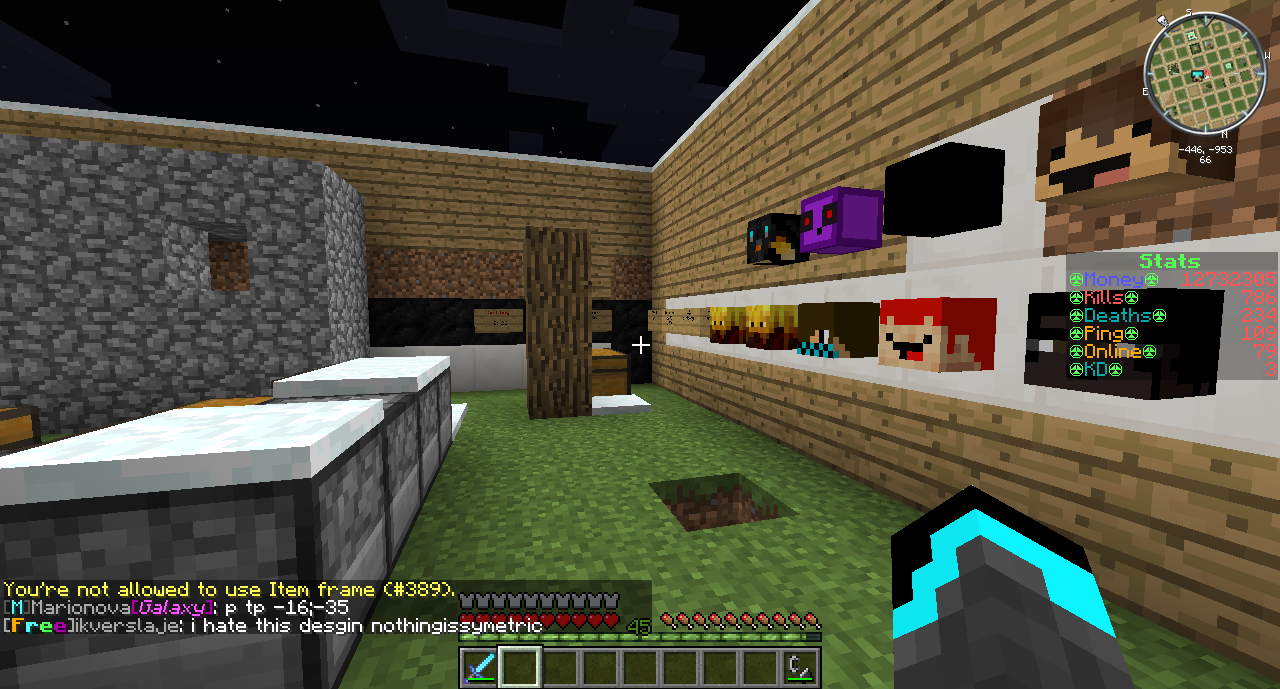 S
W
E
N
-446, -953
66
Stats
Money 12732305
Kills 786
Deaths 234
Ping 109
Online 79
KD 3
You're not allowed to use Item frame (#389).
[M]Marionova[Galaxy]: p tp -16;-35
[Free]ikverslaje: i hate this desgin nothingissymetric
45